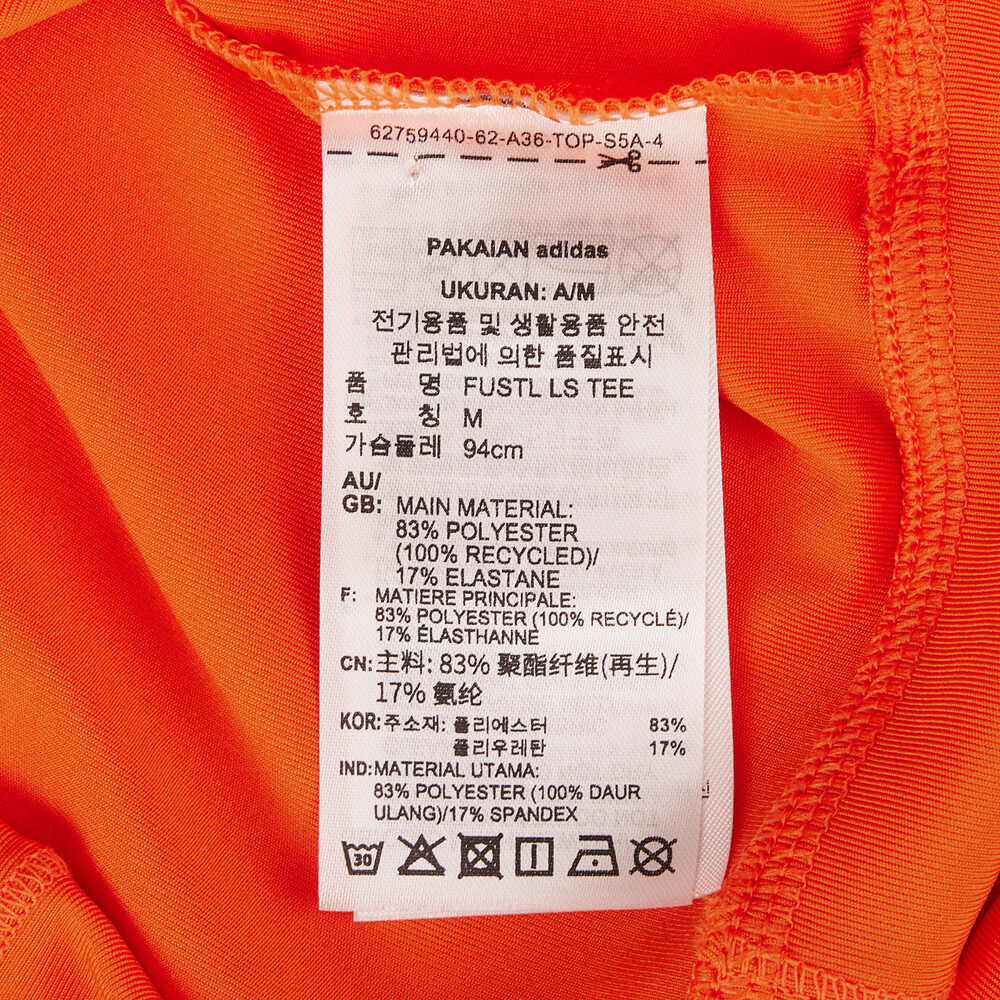 62759440-62-A36-TOP-S5A-4
PAKAIAN adidas
UKURAN: A/M
전기용품 및 생활용품 안전
관리법에 의한 품질표시
품 명 FUSTL LS TEE
호 칭 M
가슴둘레 94cm
AU/
GB: MAIN MATERIAL:
83% POLYESTER
(100% RECYCLED)/
17% ELASTANE
F: MATIERE PRINCIPALE:
83% POLYESTER (100% RECYCLÉ)/
17% ÉLASTHANNE
CN: 主料: 83% 聚酯纤维(再生)/
17% 氨纶
KOR: 주소재: 폴리에스터 83%
폴리우레탄 17%
IND: MATERIAL UTAMA:
83% POLYESTER (100% DAUR
ULANG)/17% SPANDEX
30